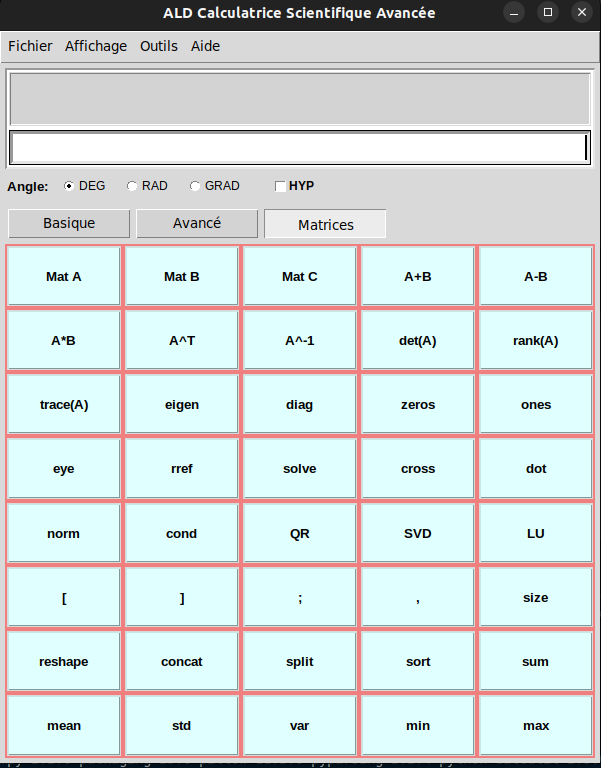 ALD Calculatrice Scientifique Avancée
Fichier Affichage Outils Aide
Angle: DEG RAD GRAD HYP
Basique Avancé Matrices
Mat A Mat B Mat C A+B A-B
A*B A^T A^-1 det(A) rank(A)
trace(A) eigen diag zeros ones
eye rref solve cross dot
norm cond QR SVD LU
[ ] ; , size
reshape concat split sort sum
mean std var min max